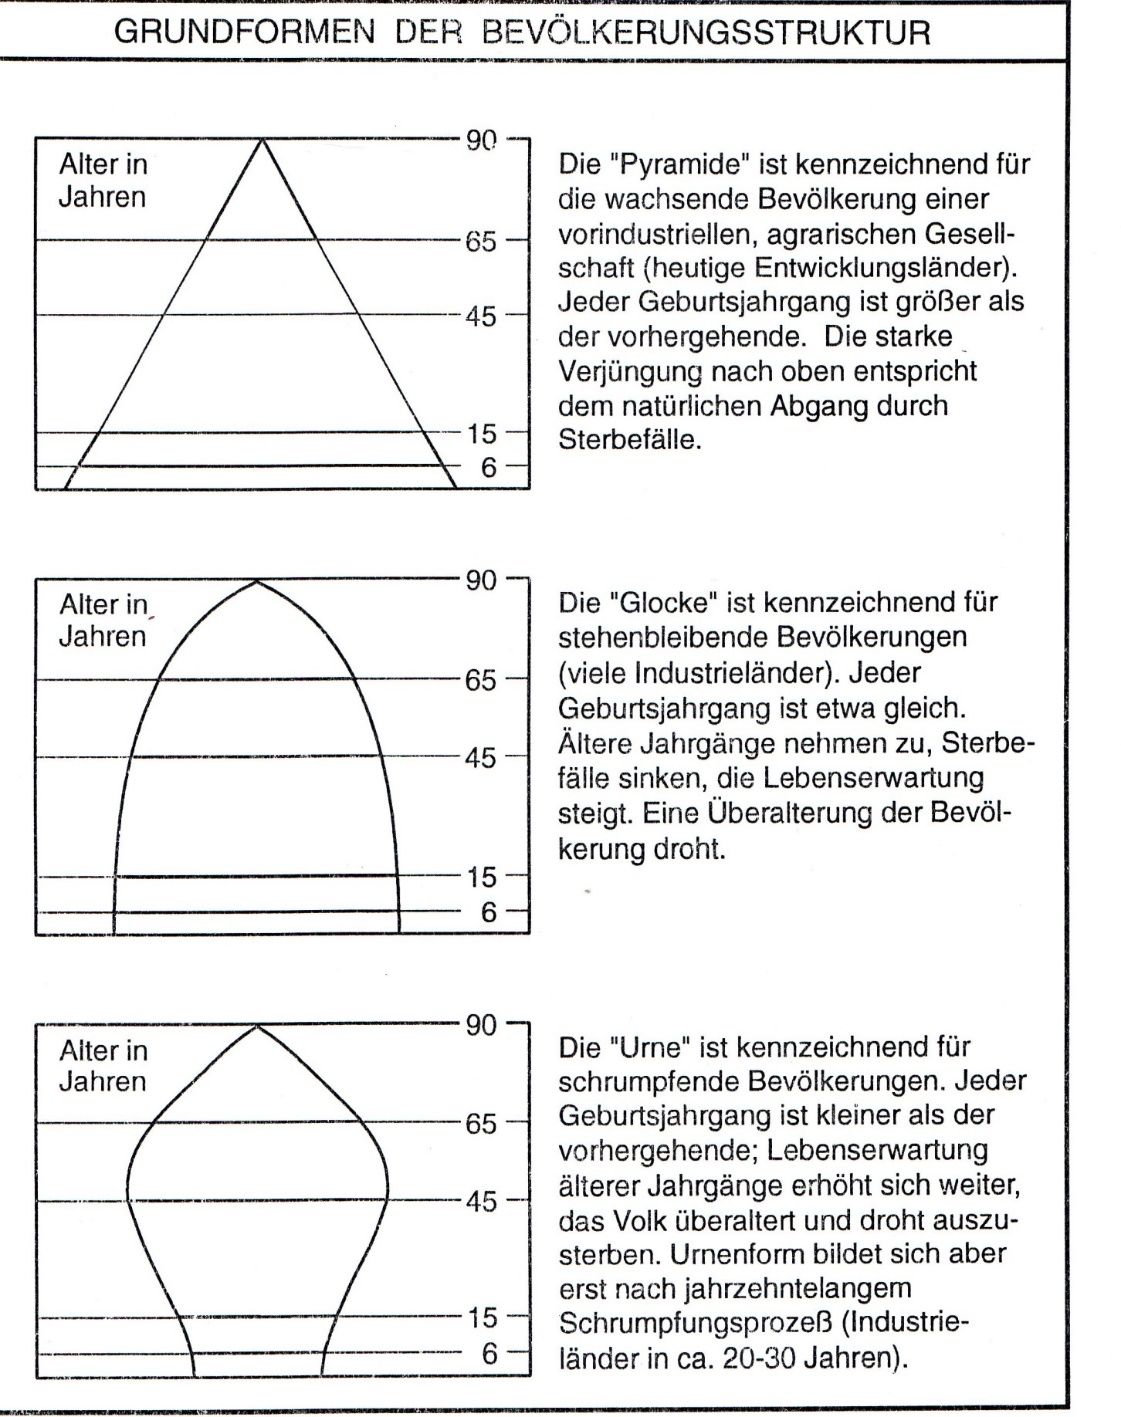 GRUNDFORMEN DER BEVÖLKERUNGSSTRUKTUR
Alter in
Jahren
90
65
45
15
6
Die "Pyramide" ist kennzeichnend für
die wachsende Bevölkerung einer
vorindustriellen, agrarischen Gesell-
schaft (heutige Entwicklungsländer).
Jeder Geburtsjahrgang ist größer als
der vorhergehende. Die starke
Verjüngung nach oben entspricht
dem natürlichen Abgang durch
Sterbefälle.
Alter in
Jahren
90
65
45
15
6
Die "Glocke" ist kennzeichnend für
stehenbleibende Bevölkerungen
(viele Industrieländer). Jeder
Geburtsjahrgang ist etwa gleich.
Ältere Jahrgänge nehmen zu, Sterbe-
fälle sinken, die Lebenserwartung
steigt. Eine Überalterung der Bevöl-
kerung droht.
Alter in
Jahren
90
65
45
15
6
Die "Urne" ist kennzeichnend für
schrumpfende Bevölkerungen. Jeder
Geburtsjahrgang ist kleiner als der
vorhergehende; Lebenserwartung
älterer Jahrgänge erhöht sich weiter,
das Volk überaltert und droht auszu-
sterben. Urnenform bildet sich aber
erst nach jahrzehntelangem
Schrumpfungsprozeß (Industrie-
länder in ca. 20-30 Jahren).